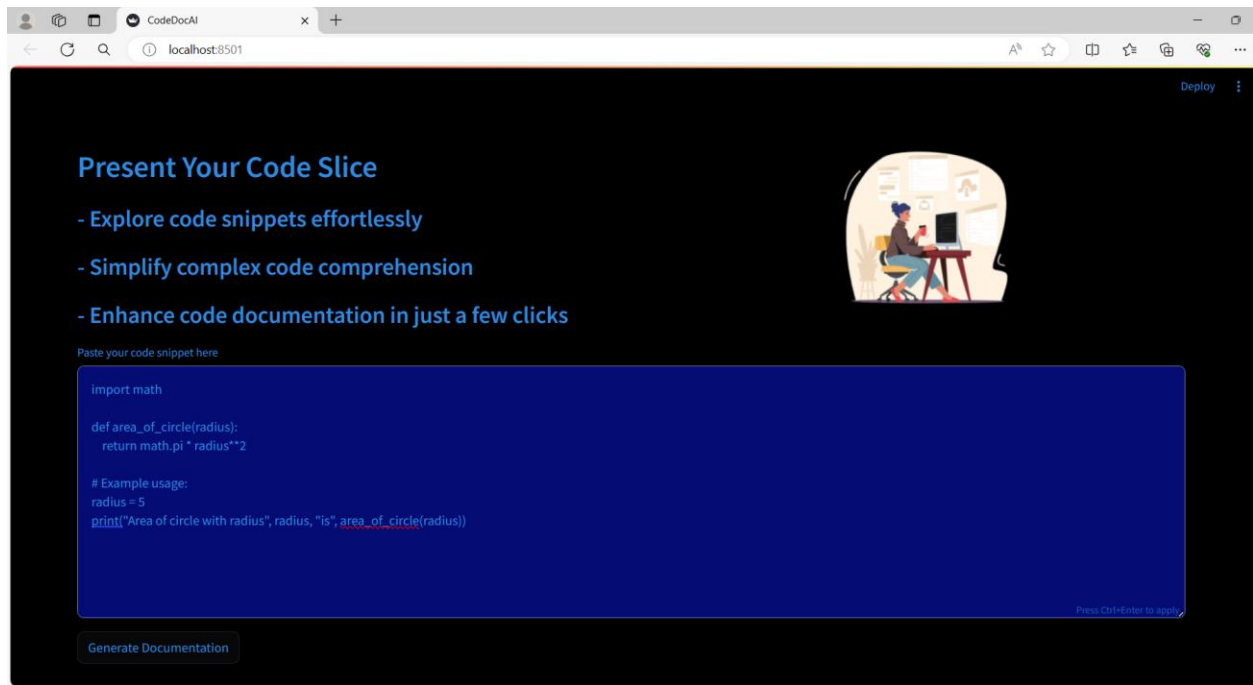 CodeDocAI
localhost:8501
Deploy
Present Your Code Slice
- Explore code snippets effortlessly
- Simplify complex code comprehension
- Enhance code documentation in just a few clicks
Paste your code snippet here
import math
def area_of_circle(radius):
return math.pi * radius**2
# Example usage:
radius = 5
print("Area of circle with radius", radius, "is", area_of_circle(radius))
Press Ctrl+Enter to apply
Generate Documentation